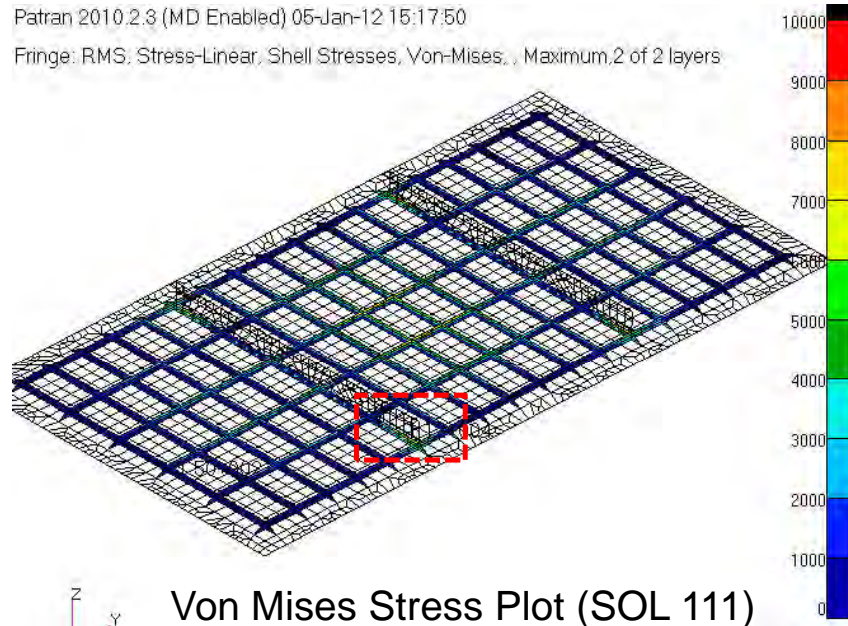 Patran 2010.2.3 (MD Enabled) 05-Jan-12 15:17:50
Fringe: RMS, Stress-Linear, Shell Stresses, Von-Mises, , Maximum,2 of 2 layers
10000
9000
8000
7000
5000
4000
3000
2000
1000
0
Z
Y
Von Mises Stress Plot (SOL 111)